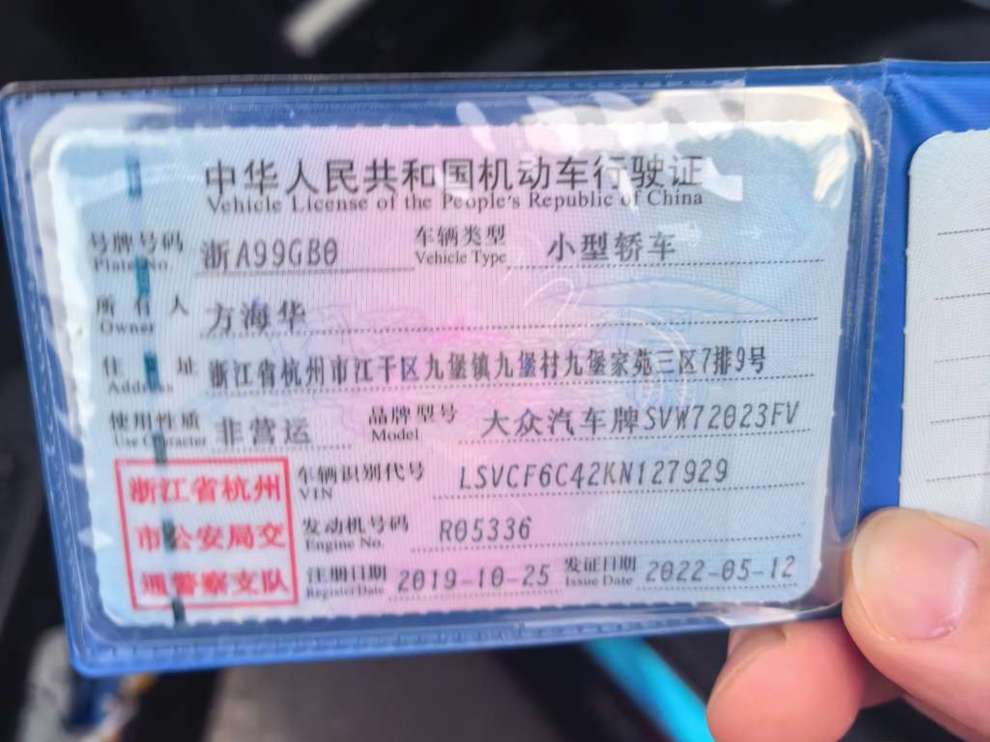 中华人民共和国机动车行驶证
Vehicle License of the People's Republic of China
号牌号码 浙A99GB0 车辆类型 小型轿车
Plate No. Vehicle Type
所有人 方海华
Owner
住址 浙江省杭州市江干区九堡镇九堡村九堡家苑三区7排9号
Address
使用性质 非营运 品牌型号 大众汽车牌SVW72023FV
Use Character Model
车辆识别代号 LSVCF6C42KN127929
VIN
发动机号码 R05336
Engine No.
注册日期 2019-10-25 发证日期 2022-05-12
Register Date Issue Date
浙江省杭州
市公安局交
通警察支队